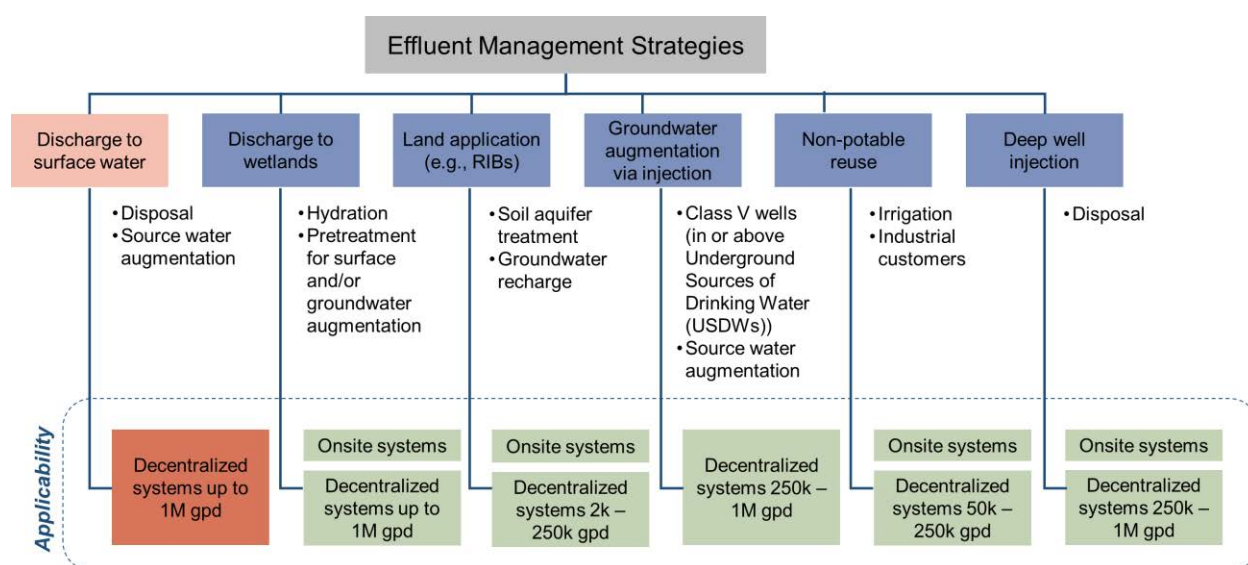 Effluent Management Strategies
Discharge to
surface water
Discharge to
wetlands
Land application
(e.g., RIBs)
Groundwater
augmentation
via injection
Non-potable
reuse
Deep well
injection
•Disposal
•Source water
augmentation
•Hydration
•Pretreatment
for surface
and/or
groundwater
augmentation
•Soil aquifer
treatment
•Groundwater
recharge
•Class V wells
(in or above
Underground
Sources of
Drinking Water
(USDWs))
•Source water
augmentation
•Irrigation
•Industrial
customers
•Disposal
Applicability
Decentralized
systems up to
1M gpd
Onsite systems
Decentralized
systems up to
1M gpd
Onsite systems
Decentralized
systems 2k –
250k gpd
Decentralized
systems 250k –
1M gpd
Onsite systems
Decentralized
systems 50k –
250k gpd
Onsite systems
Decentralized
systems 250k –
1M gpd